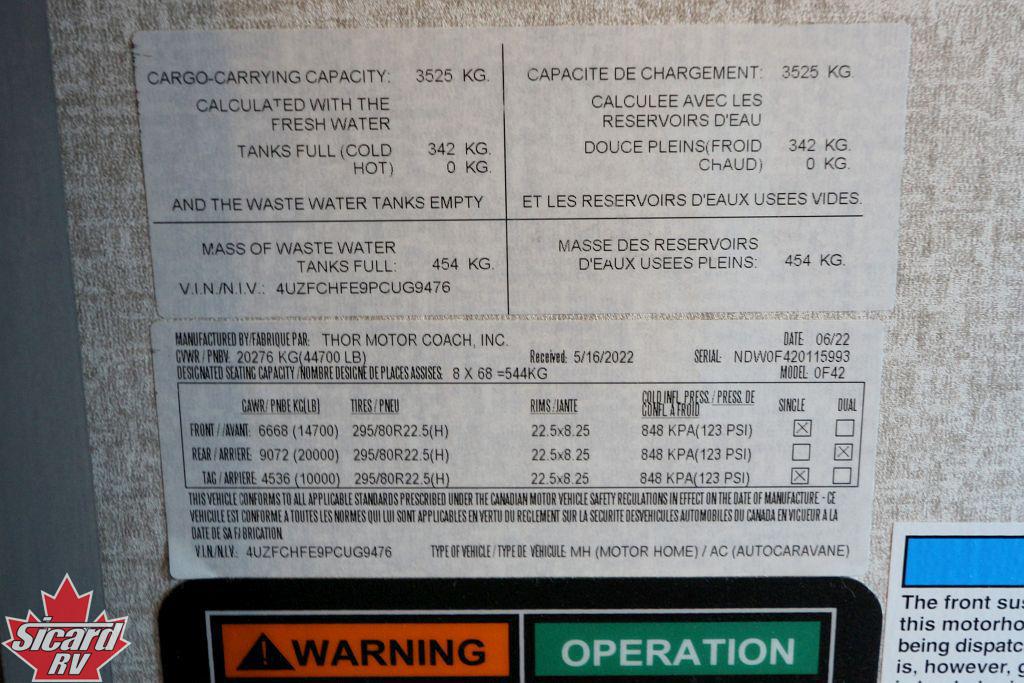 CARGO-CARRYING CAPACITY: 3525 KG.
CALCULATED WITH THE
FRESH WATER
TANKS FULL (COLD 342 KG.
HOT) 0 KG.
AND THE WASTE WATER TANKS EMPTY
CAPACITE DE CHARGEMENT: 3525 KG.
CALCULEE AVEC LES
RESERVOIRS D'EAU
DOUCE PLEINS(FROID 342 KG.
CHAUD) 0 KG.
ET LES RESERVOIRS D'EAUX USEES VIDES.
MASS OF WASTE WATER
TANKS FULL: 454 KG.
V.I.N./N.I.V.: 4UZFCHFE9PCUG9476
MASSE DES RESERVOIRS
D'EAUX USEES PLEINS: 454 KG.
MANUFACTURED BY/FABRIQUE PAR: THOR MOTOR COACH, INC. DATE 06/22
GVWR / PNBV: 20276 KG(44700 LB) Received: 5/16/2022 SERIAL: NDW0F420115993
DESIGNATED SEATING CAPACITY/NOMBRE DESIGNE DE PLACES ASSISES. 8 X 68 =544KG MODEL 0F42
GAWR / PNBE KG(LB) TIRES / PNEU RIMS / JANTE COLD INFL. PRESS. / PRESS. DE
CONFL. A FROID SINGLE DUAL
FRONT / /AVANT: 6668 (14700) 295/80R22.5(H) 22.5x8.25 848 KPA(123 PSI) ☒ ☐
REAR / ARRIERE: 9072 (20000) 295/80R22.5(H) 22.5x8.25 848 KPA(123 PSI) ☐ ☒
TAG / ARRIERE 4536 (10000) 295/80R22.5(H) 22.5x8.25 848 KPA(123 PSI) ☒ ☐
THIS VEHICLE CONFORMS TO ALL APPLICABLE STANDARDS PRESCRIBED UNDER THE CANADIAN MOTOR VEHICLE SAFETY REGULATIONS IN EFFECT ON THE DATE OF MANUFACTURE. - CE
VEHICULE EST CONFORME A TOUTES LES NORMES QUI LUI SONT APPLICABLES EN VERTU DU REGLEMENT SUR LA SECURITE DESVEHICULES AUTOMOBILES DU CANADA EN VIGUEUR A LA
DATE DE SA FABRICATION.
V.I.N./N.I.V.: 4UZFCHFE9PCUG9476 TYPE OF VEHICLE / TYPE DE VEHICULE: MH (MOTOR HOME) / AC (AUTOCARAVANE)
WARNING
OPERATION
The front sus
this motorho
being dispatc
is, however, g
Sicard
RV